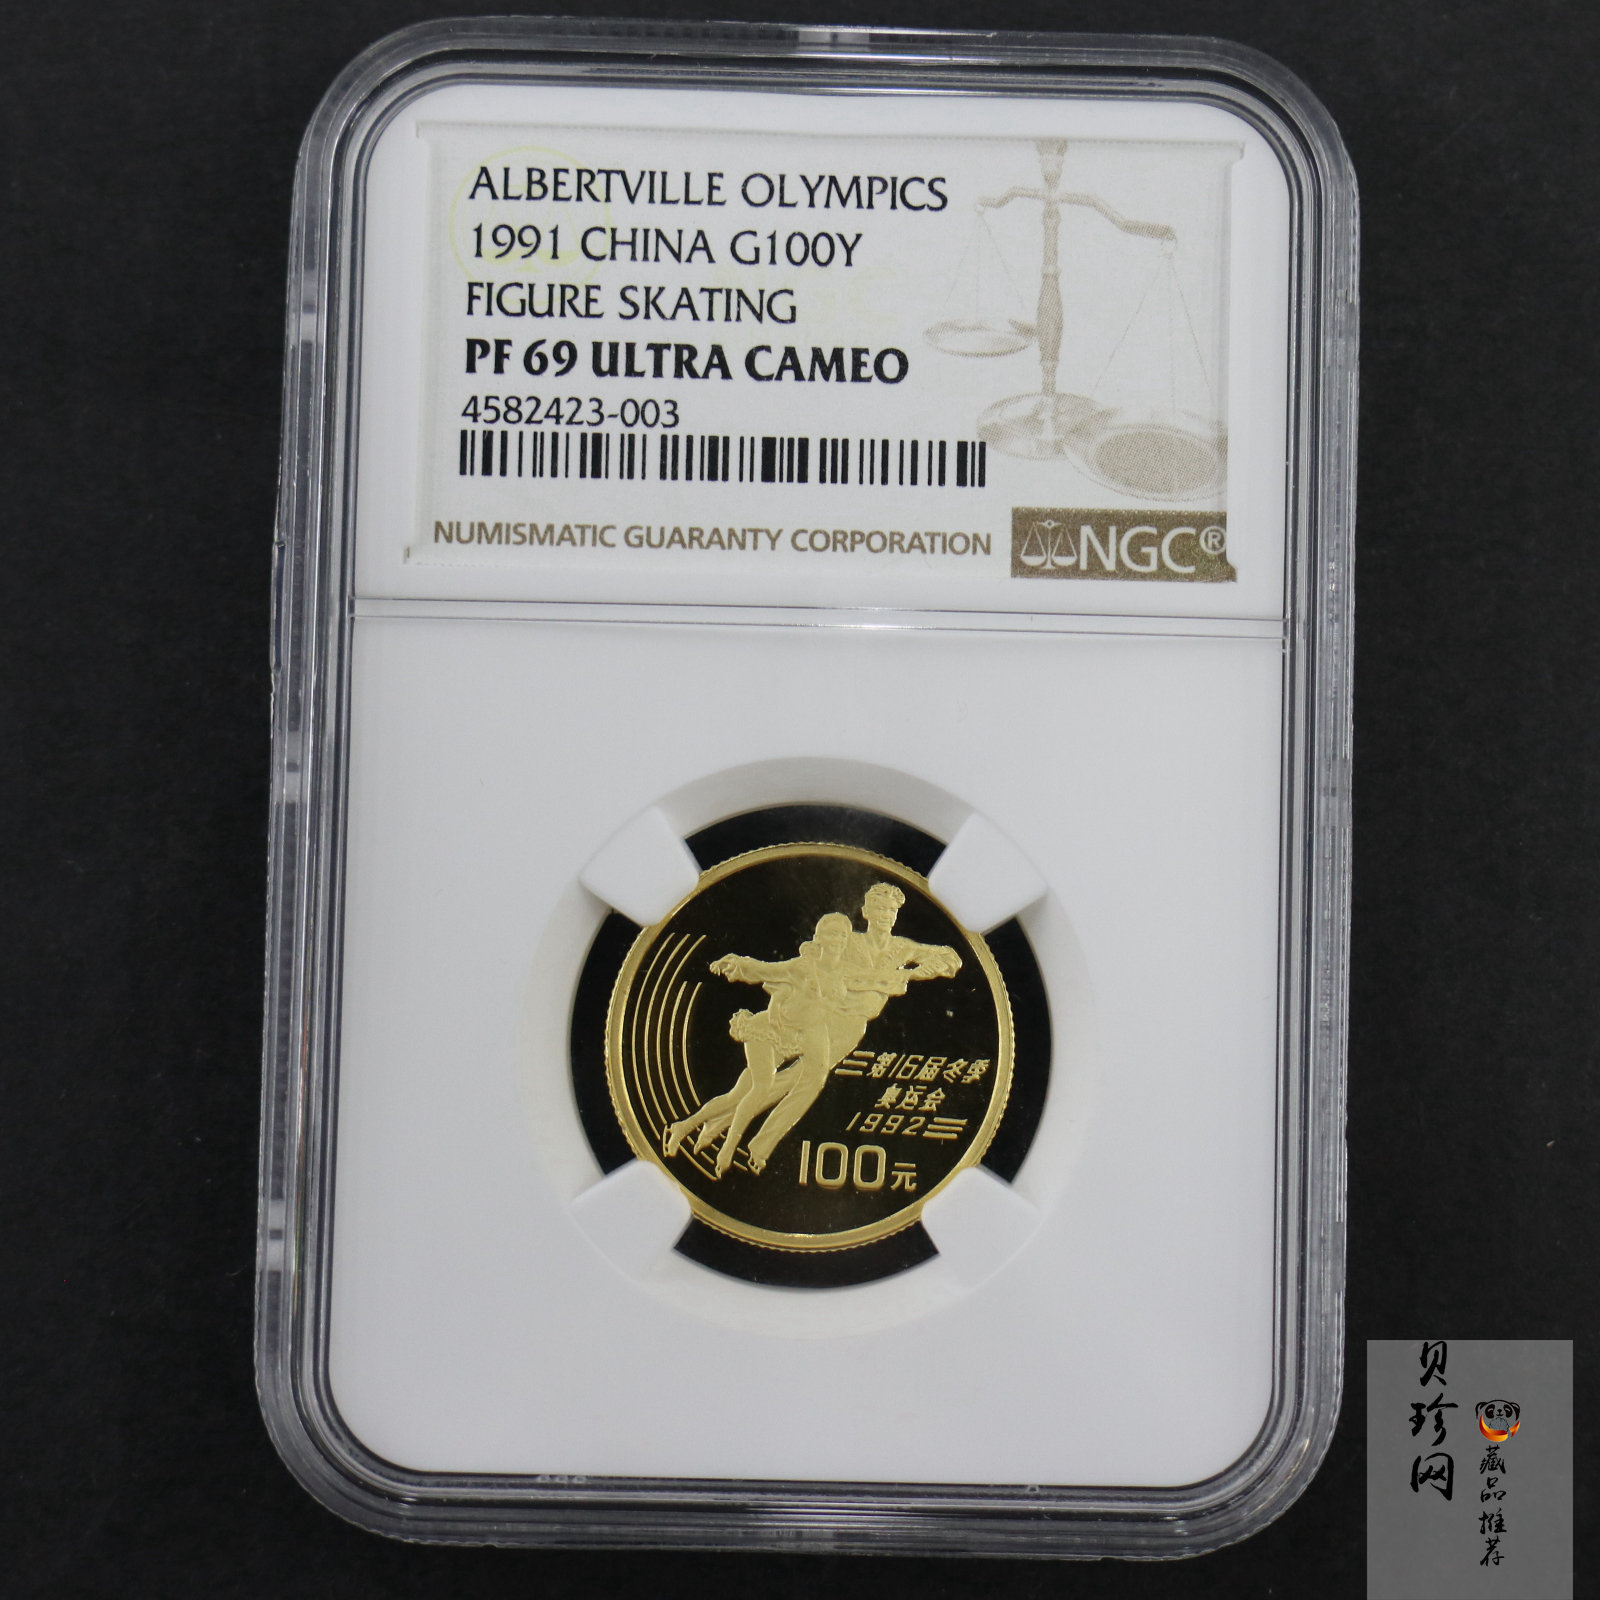 ALBERTVILLE OLYMPICS
1991 CHINA G100Y
FIGURE SKATING
PF 69 ULTRA CAMEO
4582423-003
NUMISMATIC GUARANTY CORPORATION
NGC®
第16届冬季
奥运会
1992
100元
贝珍网
藏品推荐